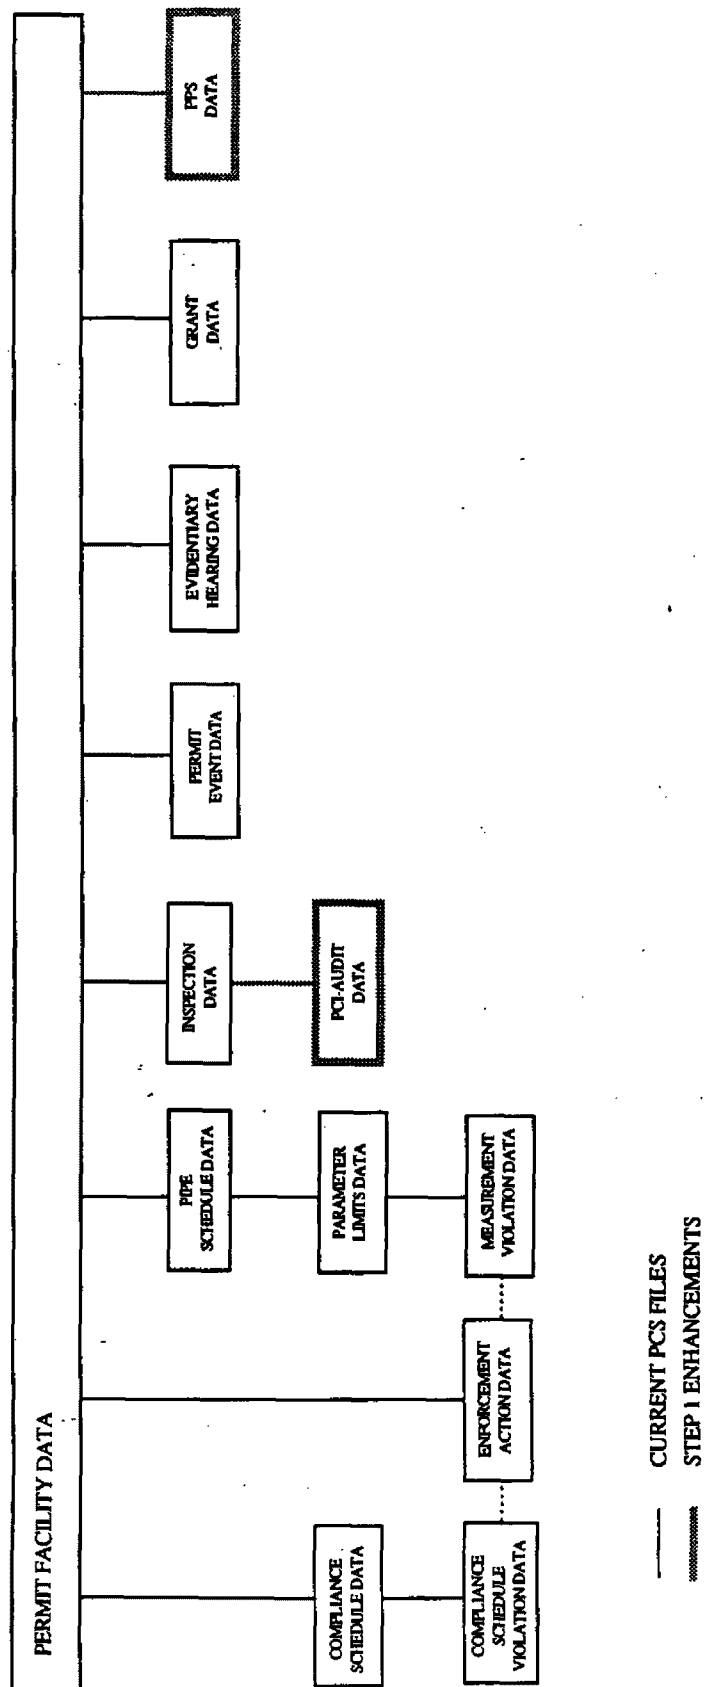 PERMIT FACILITY DATA
COMPLIANCE
SCHEDULE DATA
COMPLIANCE
SCHEDULE
VIOLATION DATA
ENFORCEMENT
ACTION DATA
PIPE
SCHEDULE DATA
PARAMETER
LIMITS DATA
MEASUREMENT
VIOLATION DATA
INSPECTION
DATA
PCI-AUDIT
DATA
PERMIT
EVENT DATA
EVIDENTIARY
HEARING DATA
GRANT
DATA
PPS
DATA
CURRENT PCS FILES
STEP 1 ENHANCEMENTS